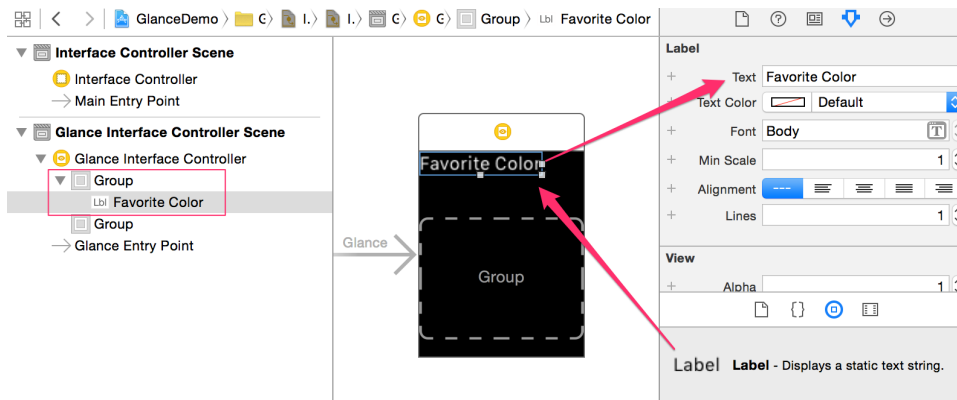 GlanceDemo G) I.) I.) G) G) Group Lbl Favorite Color
Interface Controller Scene
Interface Controller
Main Entry Point
Glance Interface Controller Scene
Glance Interface Controller
Group
Lbl Favorite Color
Group
Glance Entry Point
Glance
Favorite Color
Group
Label
+ Text Favorite Color
+ Text Color Default
+ Font Body T
+ Min Scale 1
+ Alignment ---
+ Lines 1
View
+ Alpha 1
{}
Label Label - Displays a static text string.